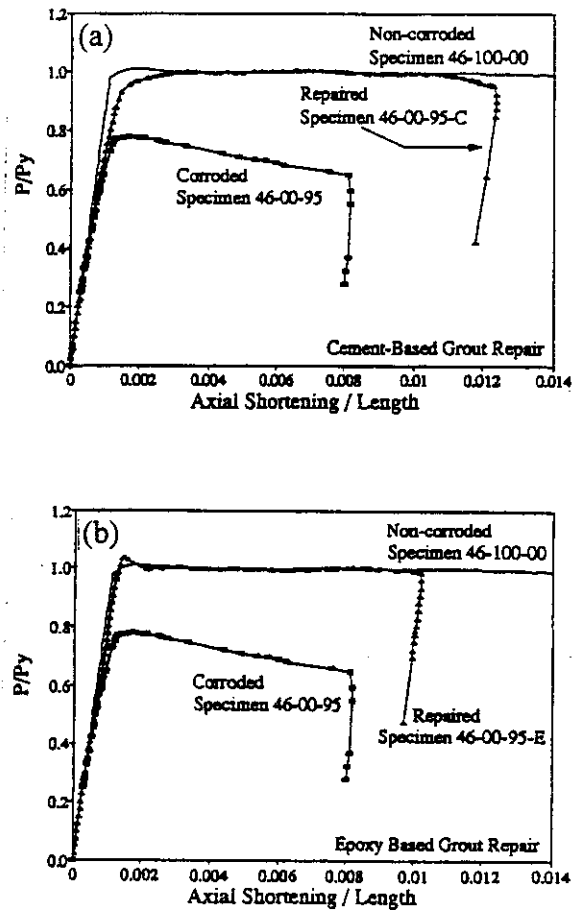 (a)
1.2
1.0
0.8
0.6
0.4
0.2
0.0
P/Py
Non-corroded
Specimen 46-100-00
Repaired
Specimen 46-00-95-C
Corroded
Specimen 46-00-95
Cement-Based Grout Repair
0 0.002 0.004 0.006 0.008 0.01 0.012 0.014
Axial Shortening / Length
(b)
1.2
1.0
0.8
0.6
0.4
0.2
0.0
P/Py
Non-corroded
Specimen 46-100-00
Corroded
Specimen 46-00-95
Repaired
Specimen 46-00-95-E
Epoxy Based Grout Repair
0 0.002 0.004 0.006 0.008 0.01 0.012 0.014
Axial Shortening / Length